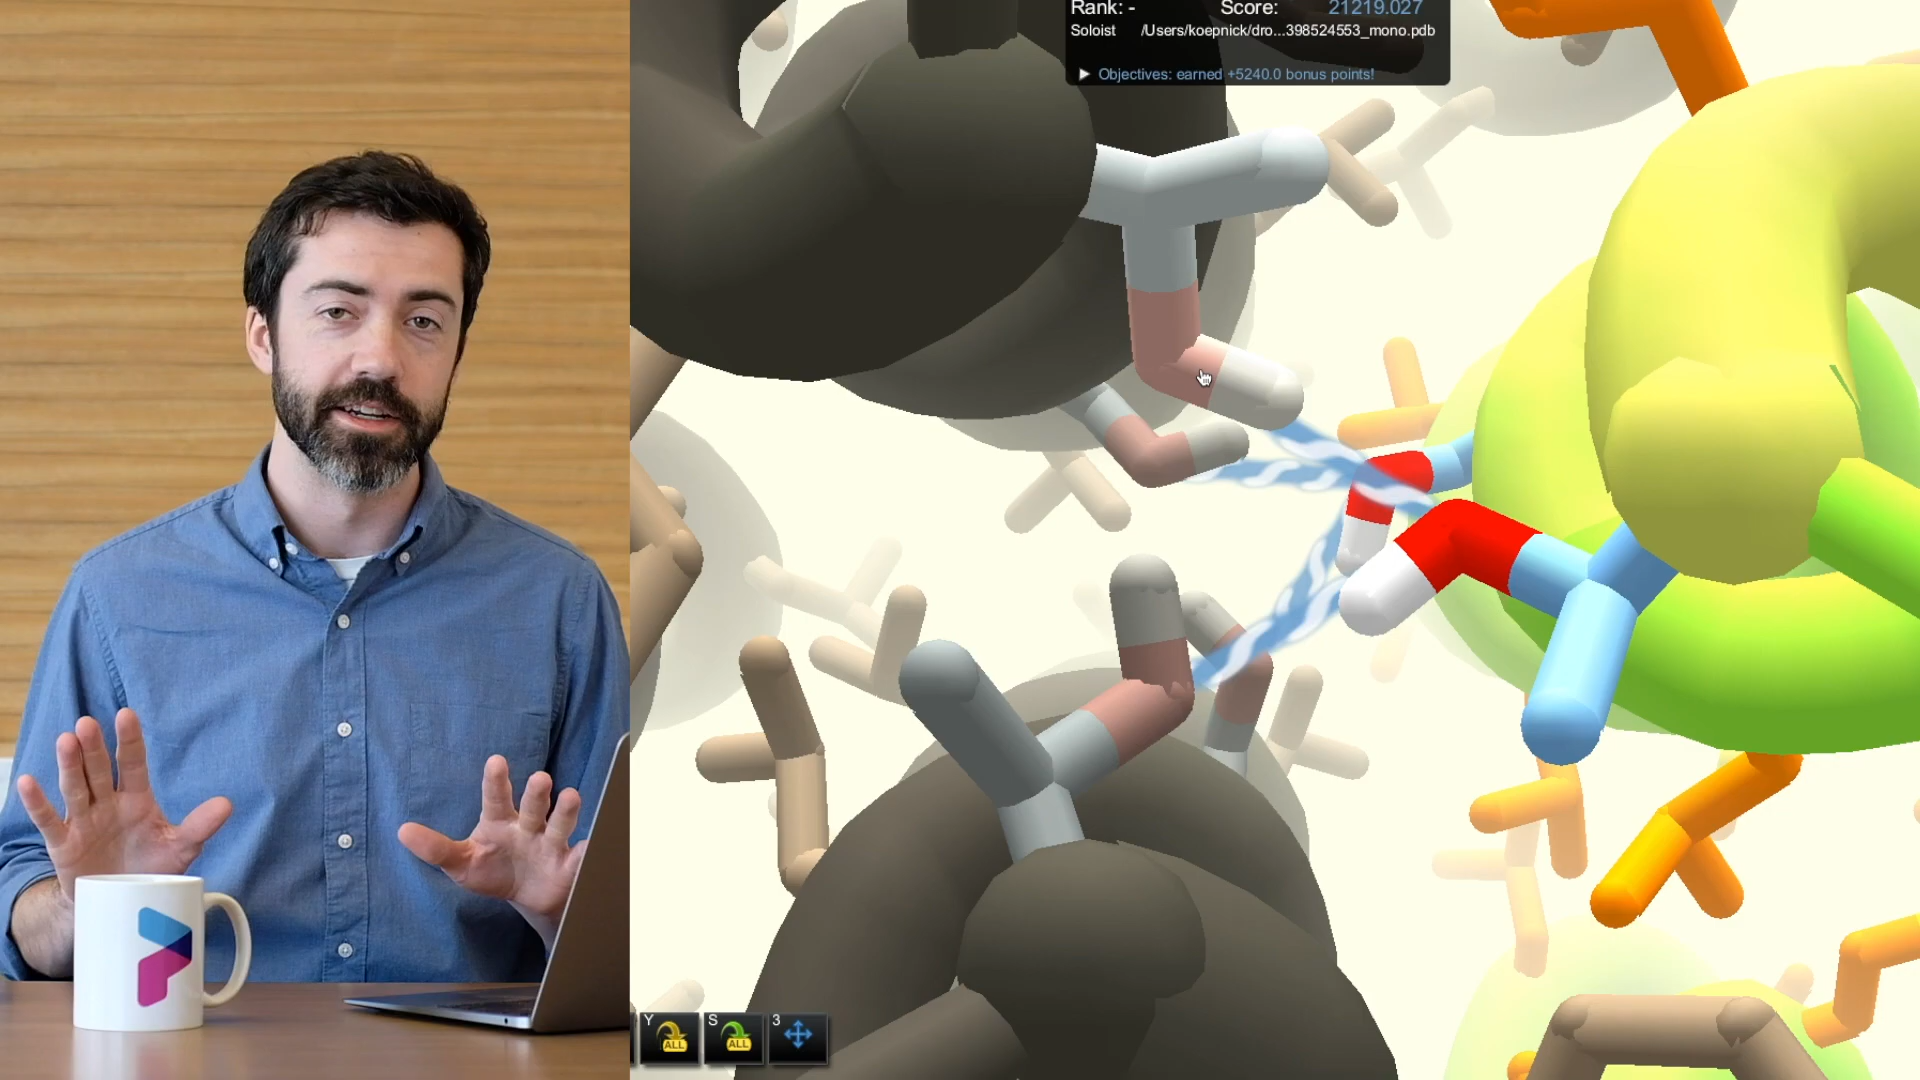 Rank: - Score: 21219.027
Soloist /Users/koepnick/dro...398524553_mono.pdb
Objectives: earned +5240.0 bonus points!
Y S 3
ALL ALL